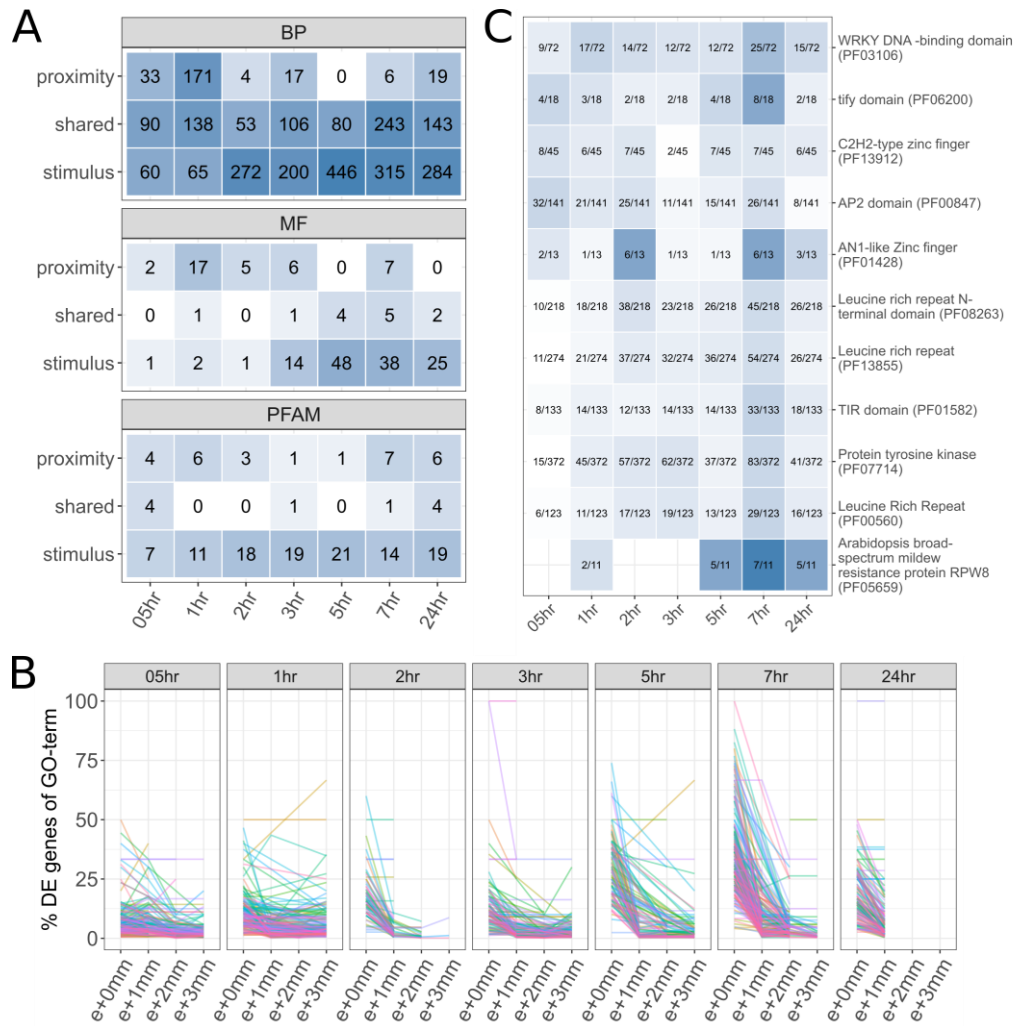 A
BP
proximity 33 171 4 17 0 6 19
shared 90 138 53 106 80 243 143
stimulus 60 65 272 200 446 315 284
MF
proximity 2 17 5 6 0 7 0
shared 0 1 0 1 4 5 2
stimulus 1 2 1 14 48 38 25
PFAM
proximity 4 6 3 1 1 7 6
shared 4 0 0 1 0 1 4
stimulus 7 11 18 19 21 14 19
05hr 1hr 2hr 3hr 5hr 7hr 24hr
C
9/72 17/72 14/72 12/72 12/72 25/72 15/72
WRKY DNA -binding domain
(PF03106)
4/18 3/18 2/18 2/18 4/18 8/18 2/18
tify domain (PF06200)
8/45 6/45 7/45 2/45 7/45 7/45 6/45
C2H2-type zinc finger
(PF13912)
32/141 21/141 25/141 11/141 15/141 26/141 8/141
AP2 domain (PF00847)
2/13 1/13 6/13 1/13 1/13 6/13 3/13
AN1-like Zinc finger
(PF01428)
10/218 18/218 38/218 23/218 26/218 45/218 26/218
Leucine rich repeat N-
terminal domain (PF08263)
11/274 21/274 37/274 32/274 36/274 54/274 26/274
Leucine rich repeat
(PF13855)
8/133 14/133 12/133 14/133 14/133 33/133 18/133
TIR domain (PF01582)
15/372 45/372 57/372 62/372 37/372 83/372 41/372
Protein tyrosine kinase
(PF07714)
6/123 11/123 17/123 19/123 13/123 29/123 16/123
Leucine Rich Repeat
(PF00560)
2/11 5/11 7/11 5/11
Arabidopsis broad-
spectrum mildew
resistance protein RPW8
(PF05659)
05hr 1hr 2hr 3hr 5hr 7hr 24hr
B
05hr 1hr 2hr 3hr 5hr 7hr 24hr
% DE genes of GO-term
100
75
50
25
0
e+0mm e+1mm e+2mm e+3mm e+0mm e+1mm e+2mm e+3mm e+0mm e+1mm e+2mm e+3mm e+0mm e+1mm e+2mm e+3mm e+0mm e+1mm e+2mm e+3mm e+0mm e+1mm e+2mm e+3mm e+0mm e+1mm e+2mm e+3mm